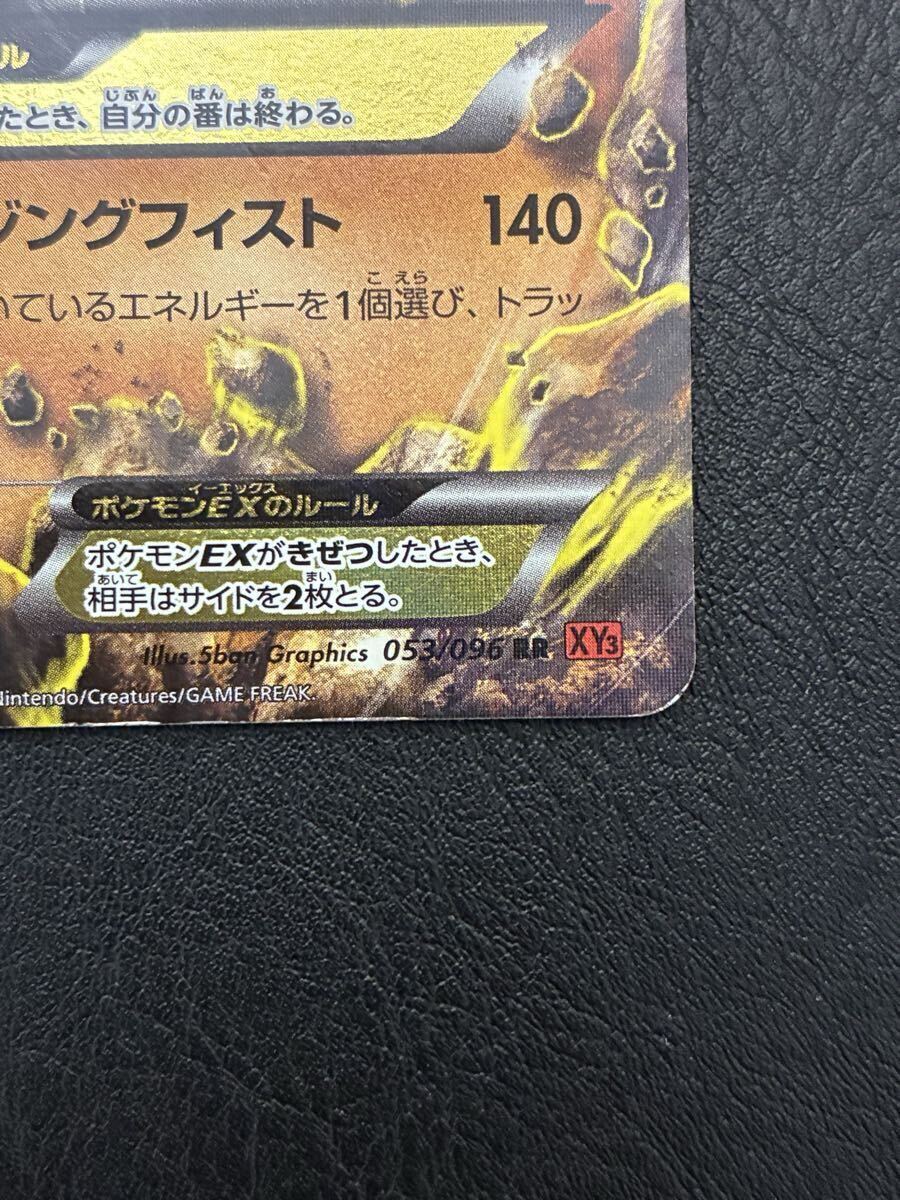 ル
たとき、自分の番は終わる。
ジングフィスト 140
いているエネルギーを1個選び、トラッ
ポケモンEXのルール
ポケモンEXがきぜつしたとき、
相手はサイドを2枚とる。
Illus.5ban Graphics 053/096 RR XY3
Nintendo/Creatures/GAME FREAK.